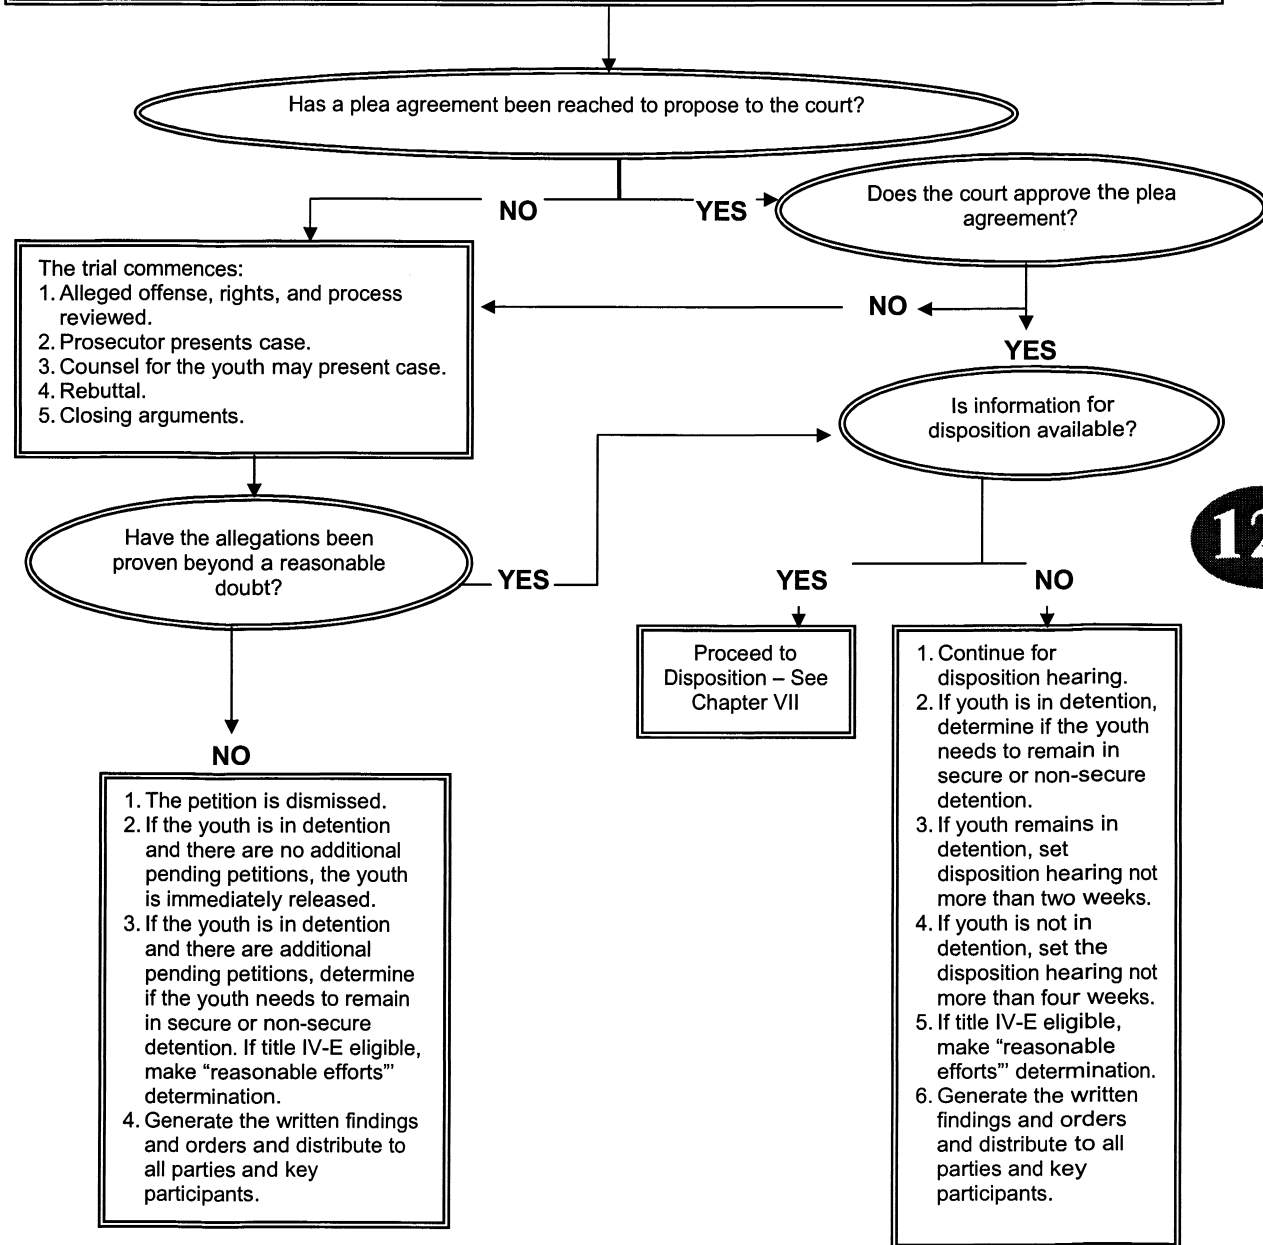 Has a plea agreement been reached to propose to the court?
NO
YES
Does the court approve the plea
agreement?
The trial commences:
1. Alleged offense, rights, and process
reviewed.
2. Prosecutor presents case.
3. Counsel for the youth may present case.
4. Rebuttal.
5. Closing arguments.
NO
YES
Is information for
disposition available?
Have the allegations been
proven beyond a reasonable
doubt?
YES
YES
NO
12
Proceed to
Disposition – See
Chapter VII
1. Continue for
disposition hearing.
2. If youth is in detention,
determine if the youth
needs to remain in
secure or non-secure
detention.
3. If youth remains in
detention, set
disposition hearing not
more than two weeks.
4. If youth is not in
detention, set the
disposition hearing not
more than four weeks.
5. If title IV-E eligible,
make “reasonable
efforts”’ determination.
6. Generate the written
findings and orders
and distribute to all
parties and key
participants.
NO
1. The petition is dismissed.
2. If the youth is in detention
and there are no additional
pending petitions, the youth
is immediately released.
3. If the youth is in detention
and there are additional
pending petitions, determine
if the youth needs to remain
in secure or non-secure
detention. If title IV-E eligible,
make “reasonable efforts”’
determination.
4. Generate the written findings
and orders and distribute to
all parties and key
participants.